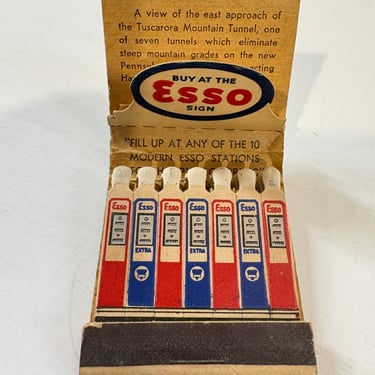 A view of the east approach of
the Tuscarora Mountain Tunnel, one
of seven tunnels which eliminate
steep mountain grades on the new
BUY AT THE
Esso
SIGN
"FILL UP AT ANY OF THE 10
MODERN ESSO STATIONS
Esso Esso Esso Esso Esso Esso Esso
EXTRA EXTRA EXTRA